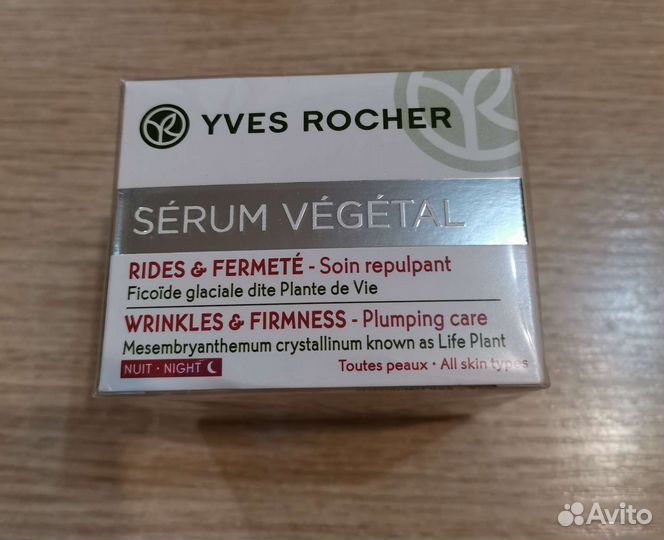 YVES ROCHER
SÉRUM VÉGÉTAL
RIDES & FERMETÉ - Soin repulpant
Ficoïde glaciale dite Plante de Vie
WRINKLES & FIRMNESS - Plumping care
Mesembryanthemum crystallinum known as Life Plant
NUIT • NIGHT Toutes peaux • All skin types
Avito